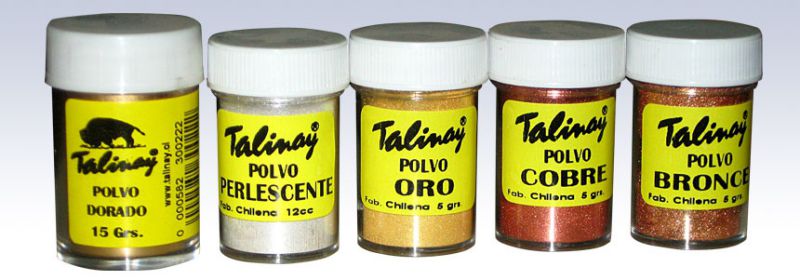 Talinay
POLVO
DORADO
15 Grs.
www.talinay.cl
0 000582 300222
Talinay®
POLVO
PERLESCENTE
Fab. Chilena 12cc
Talinay®
POLVO
ORO
Fab. Chilena 5 grs.
Talinay®
POLVO
COBRE
Fab. Chilena 5 grs.
Talinay®
POLVO
BRONCE
Fab. Chilena 5 grs.